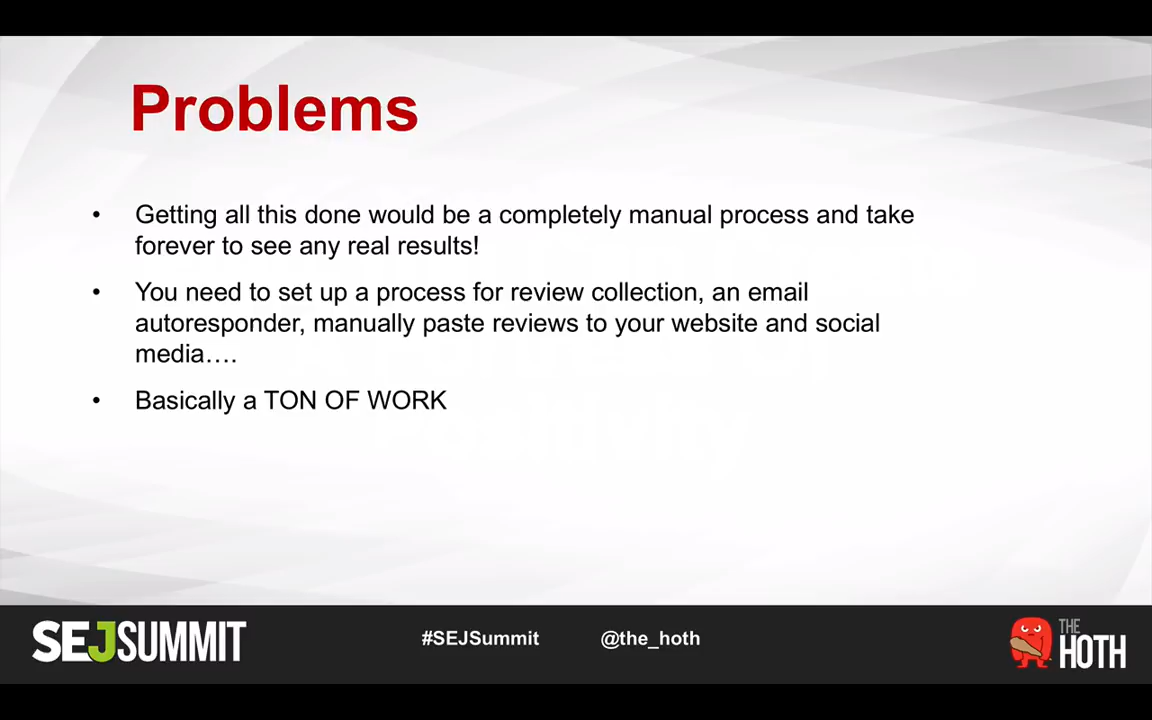 Problems
• Getting all this done would be a completely manual process and take
forever to see any real results!
• You need to set up a process for review collection, an email
autoresponder, manually paste reviews to your website and social
media….
• Basically a TON OF WORK
SEJSUMMIT
#SEJSummit
@the_hoth
THE
HOTH